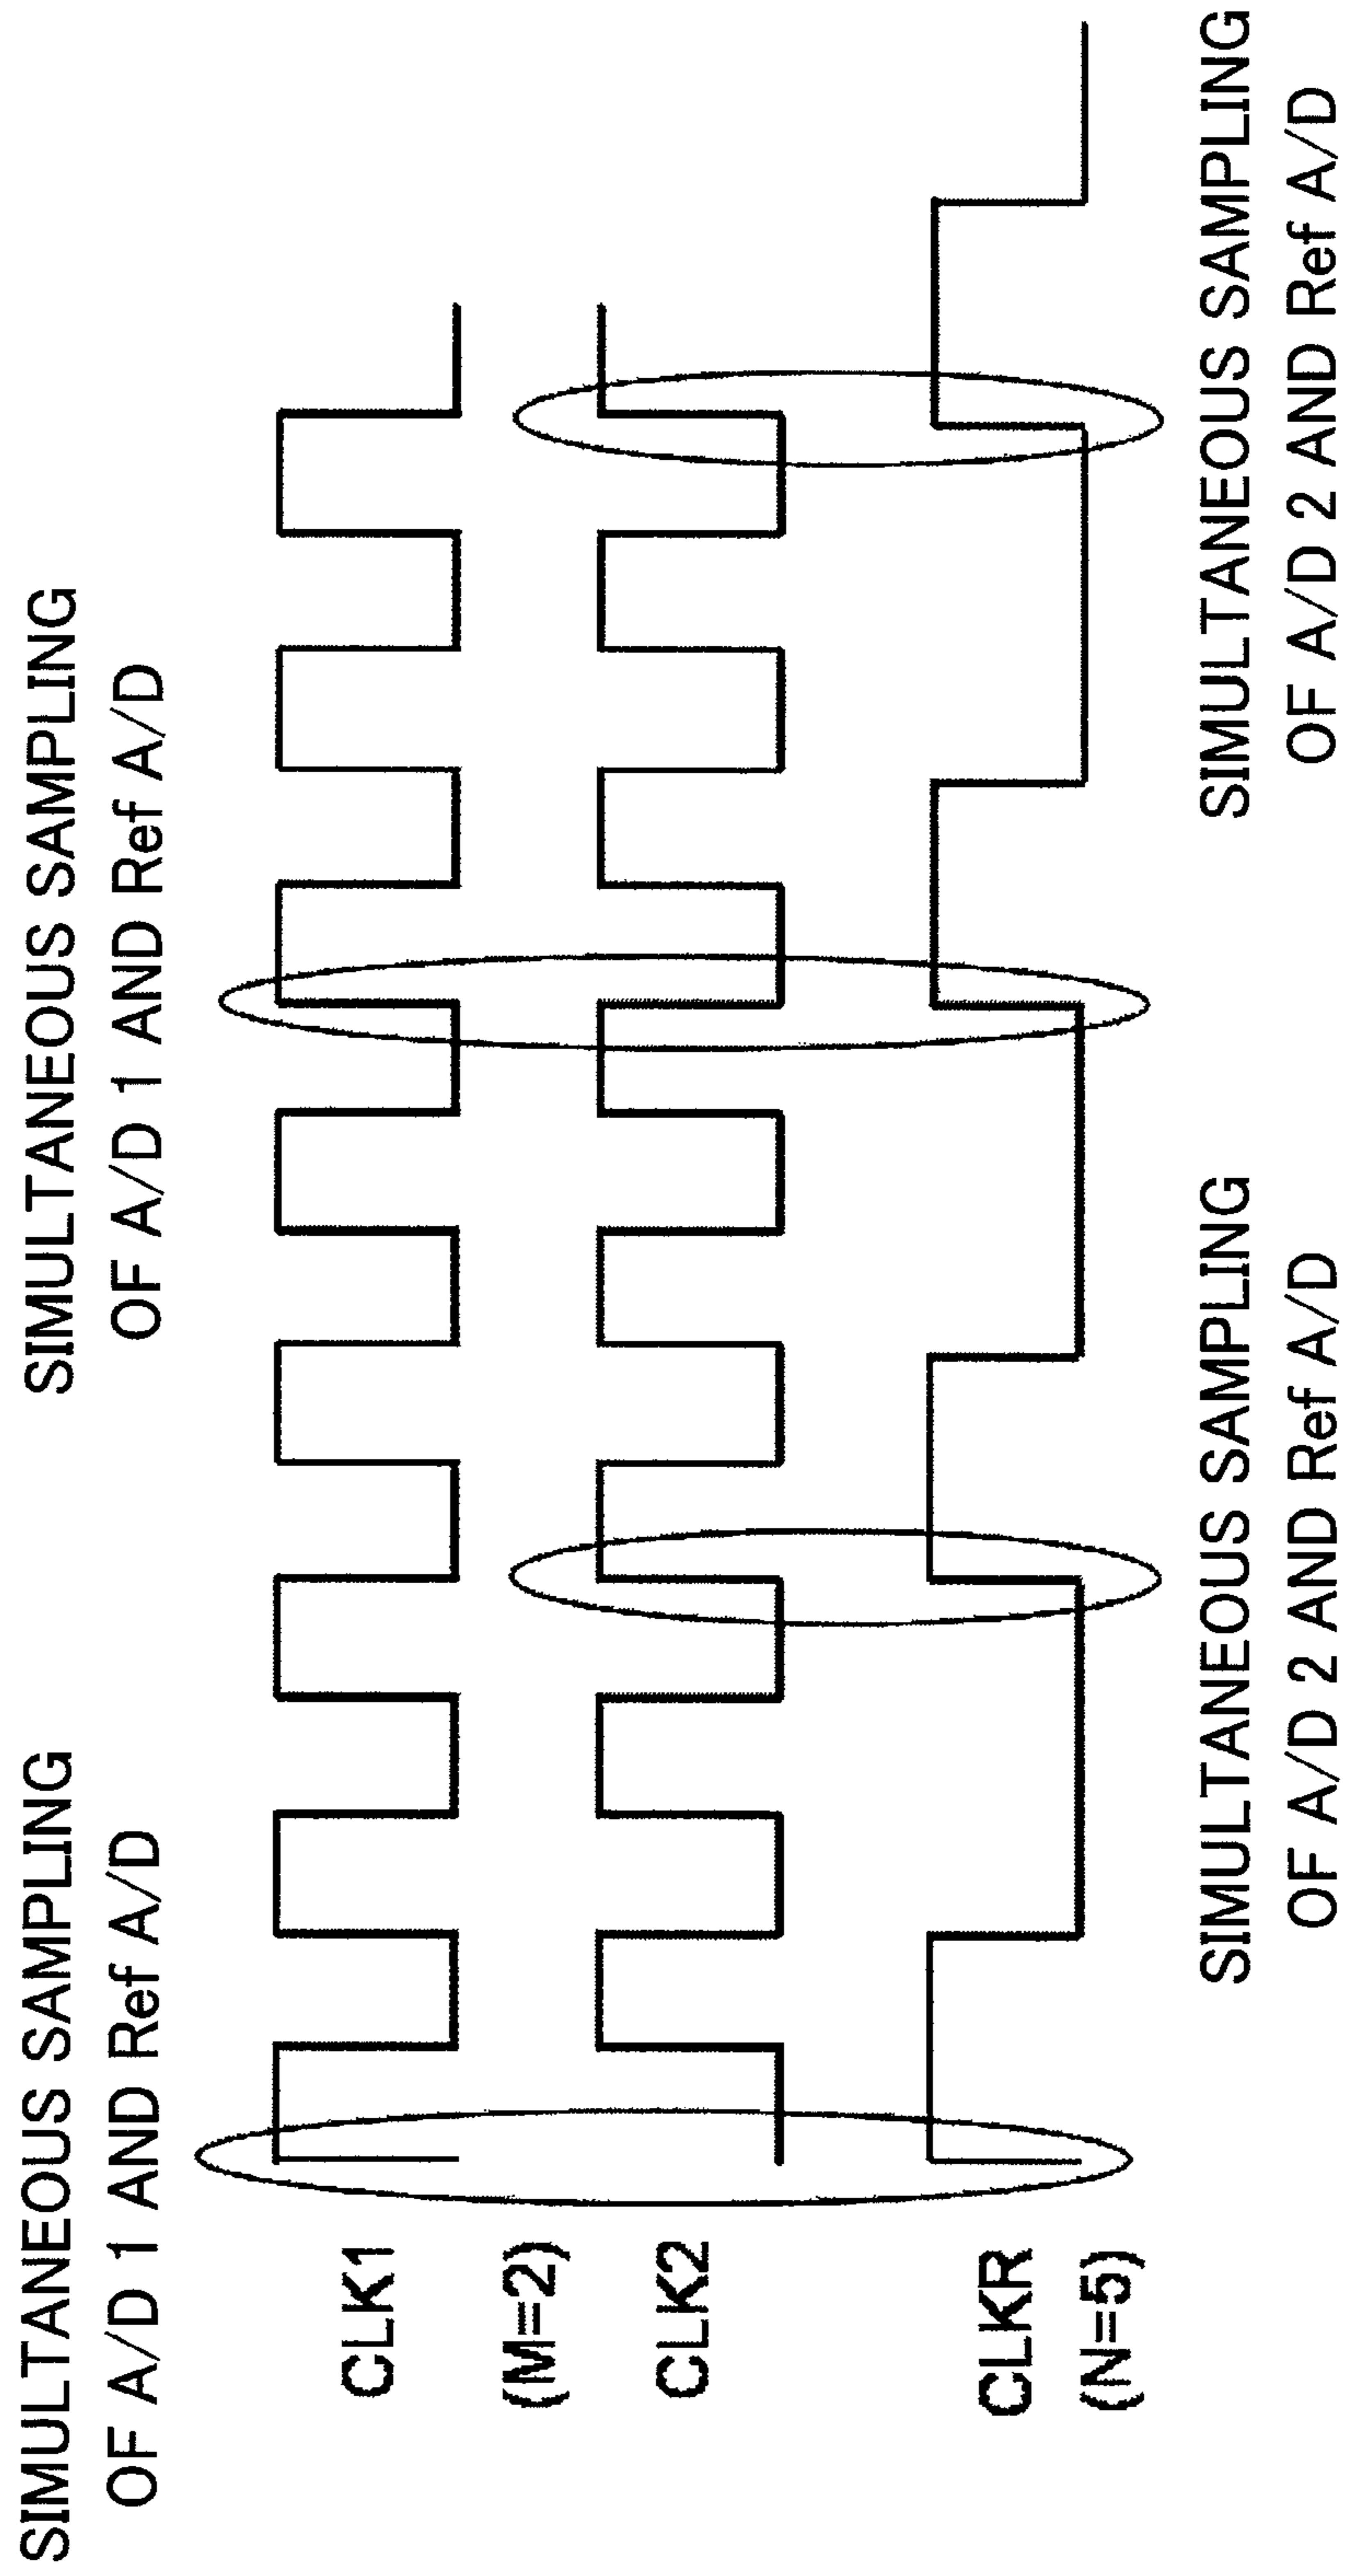 SIMULTANEOUS SAMPLING
OF A/D 1 AND Ref A/D
SIMULTANEOUS SAMPLING
OF A/D 1 AND Ref A/D
CLK1
(M=2)
CLK2
CLKR
(N=5)
SIMULTANEOUS SAMPLING
OF A/D 2 AND Ref A/D
SIMULTANEOUS SAMPLING
OF A/D 2 AND Ref A/D